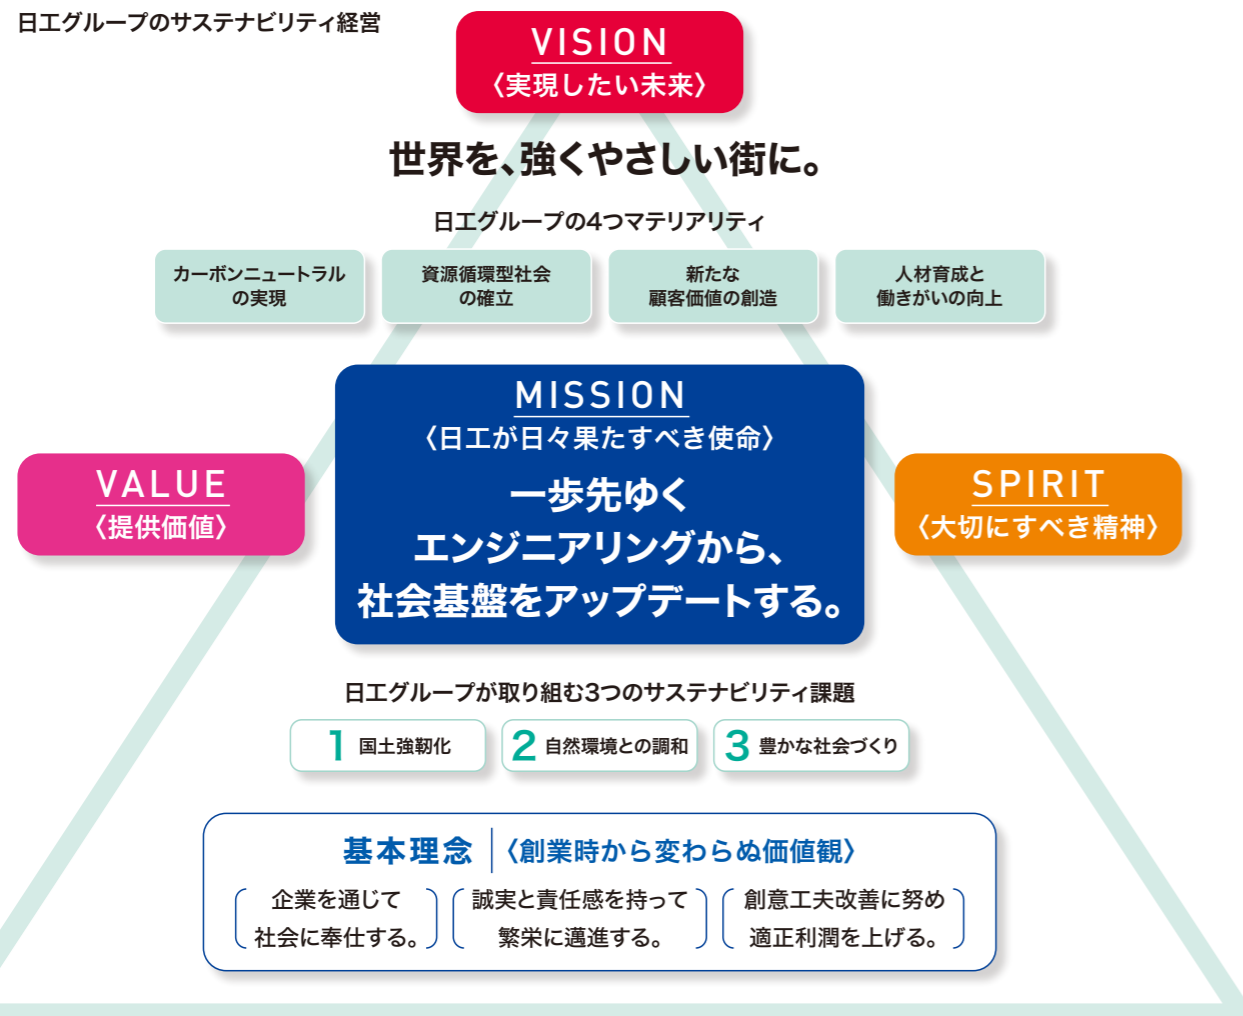 日工グループのサステナビリティ経営
VISION
〈実現したい未来〉
世界を、強くやさしい街に。
日工グループの4つマテリアリティ
カーボンニュートラル
の実現
資源循環型社会
の確立
新たな
顧客価値の創造
人材育成と
働きがいの向上
MISSION
〈日工が日々果たすべき使命〉
一歩先ゆく
エンジニアリングから、
社会基盤をアップデートする。
VALUE
〈提供価値〉
SPIRIT
〈大切にすべき精神〉
日工グループが取り組む3つのサステナビリティ課題
1 国土強靭化
2 自然環境との調和
3 豊かな社会づくり
基本理念 〈創業時から変わらぬ価値観〉
企業を通じて
社会に奉仕する。
誠実と責任感を持って
繁栄に邁進する。
創意工夫改善に努め
適正利潤を上げる。